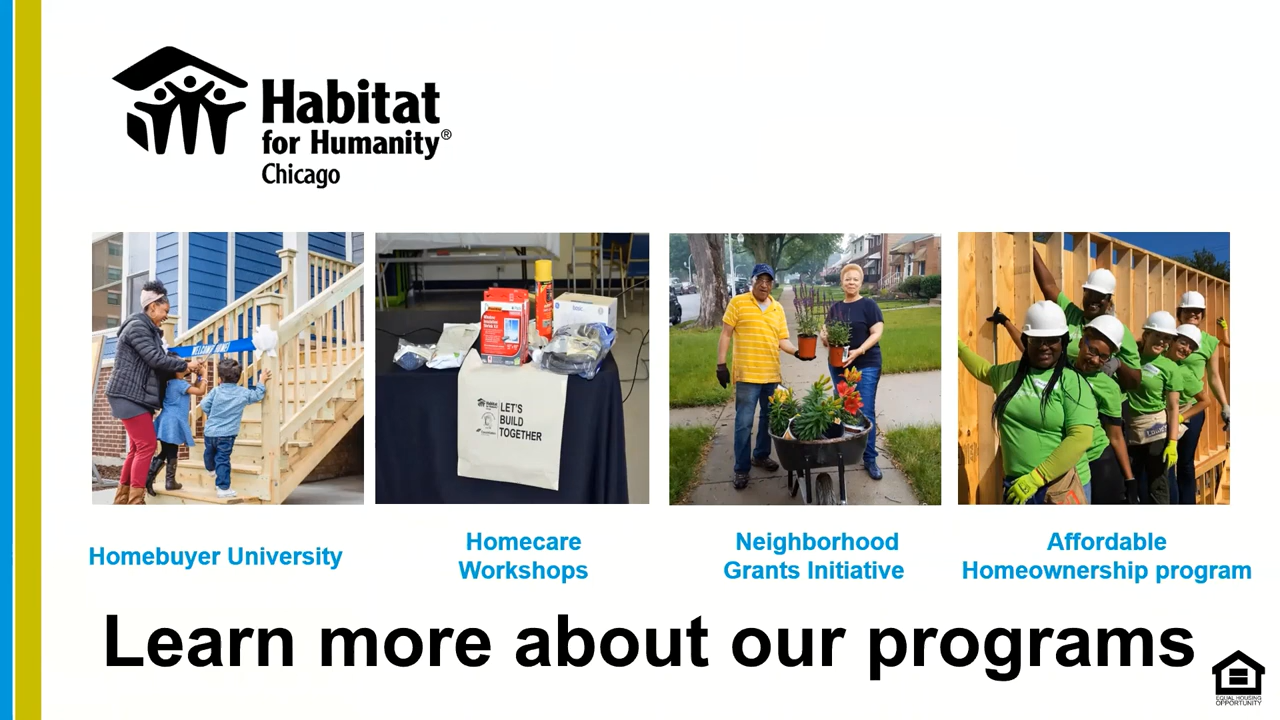 Habitat
for Humanity®
Chicago
WELCOME HOME!
LET'S
BUILD
TOGETHER
Homebuyer University
Homecare
Workshops
Neighborhood
Grants Initiative
Affordable
Homeownership program
Learn more about our programs
EQUAL HOUSING
OPPORTUNITY